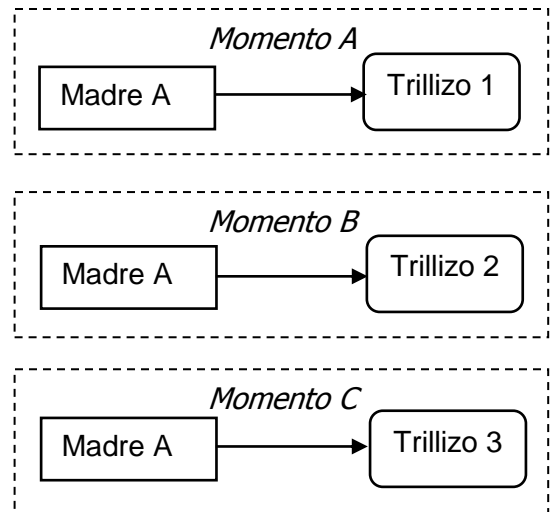 Momento A
Madre A
Trillizo 1
Momento B
Madre A
Trillizo 2
Momento C
Madre A
Trillizo 3